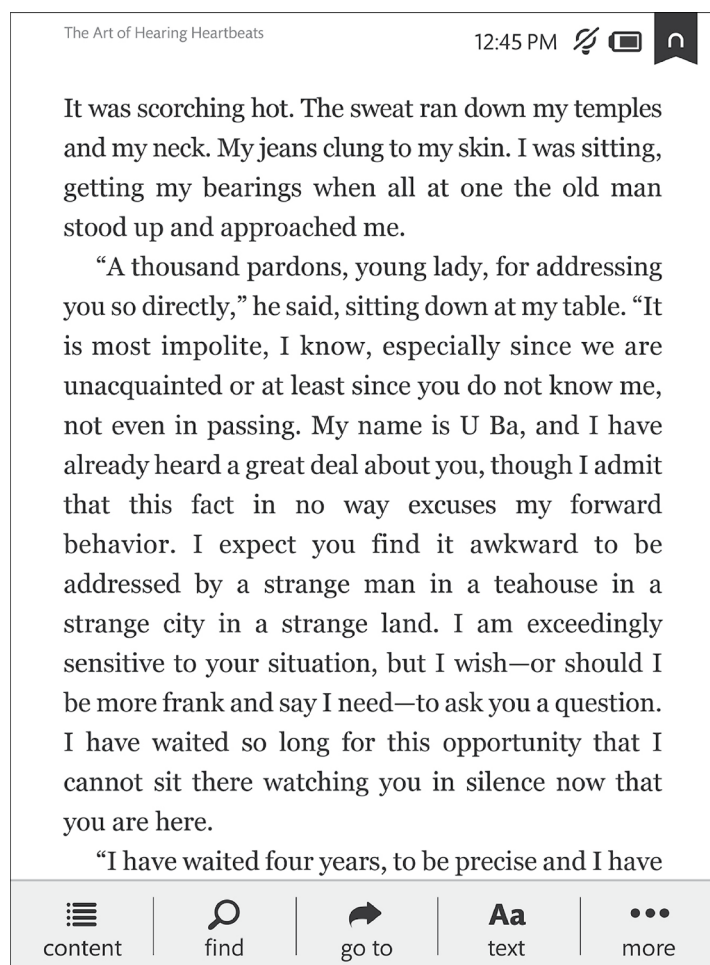 The Art of Hearing Heartbeats
12:45 PM
It was scorching hot. The sweat ran down my temples
and my neck. My jeans clung to my skin. I was sitting,
getting my bearings when all at one the old man
stood up and approached me.
“A thousand pardons, young lady, for addressing
you so directly,” he said, sitting down at my table. “It
is most impolite, I know, especially since we are
unacquainted or at least since you do not know me,
not even in passing. My name is U Ba, and I have
already heard a great deal about you, though I admit
that this fact in no way excuses my forward
behavior. I expect you find it awkward to be
addressed by a strange man in a teahouse in a
strange city in a strange land. I am exceedingly
sensitive to your situation, but I wish—or should I
be more frank and say I need—to ask you a question.
I have waited so long for this opportunity that I
cannot sit there watching you in silence now that
you are here.
“I have waited four years, to be precise and I have
Aa
content
find
go to
text
more